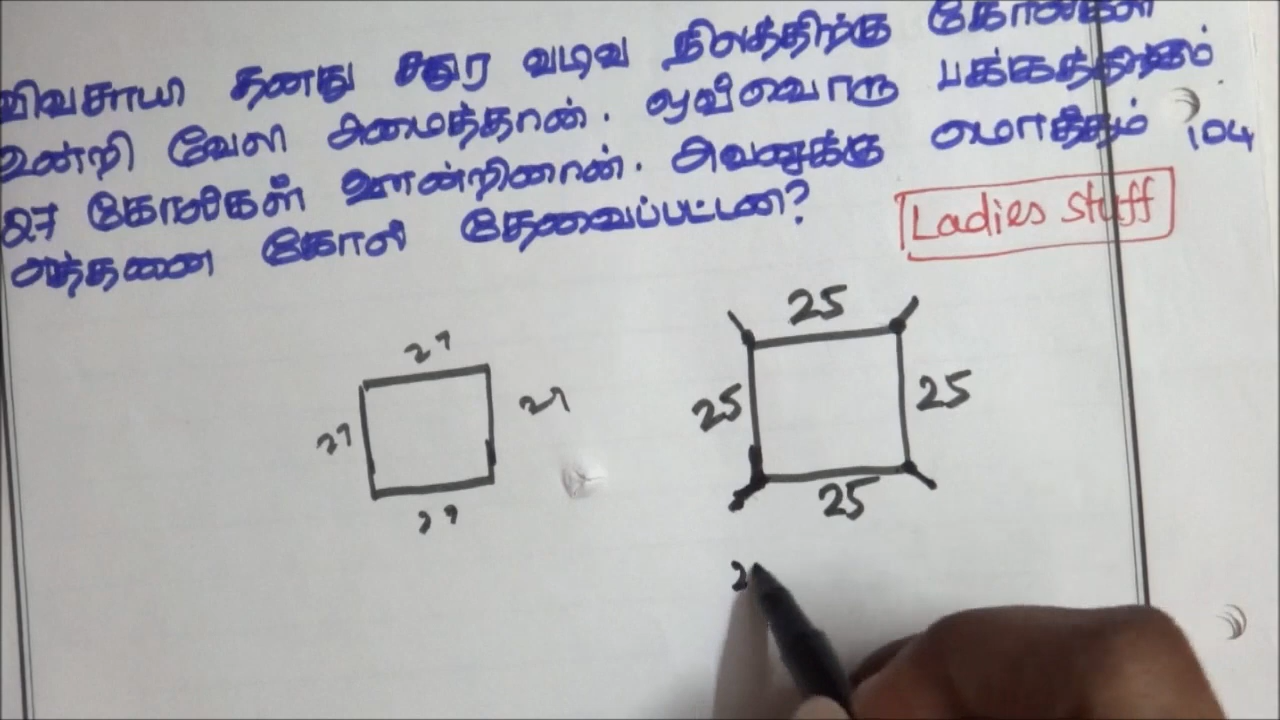 விவசாயி தனது சதுர வடிவ நிலத்திற்கு கோல்கள்
ஊன்றி வேலி அமைத்தான். ஒவ்வொரு பக்கத்திற்கும்
27 கோல்கள் ஊன்றினான். அவனுக்கு மொத்தம் 104
எத்தனை கோல் தேவைப்பட்டன?
Ladies Stuff
27
27
27
27
25
25
25
25
2